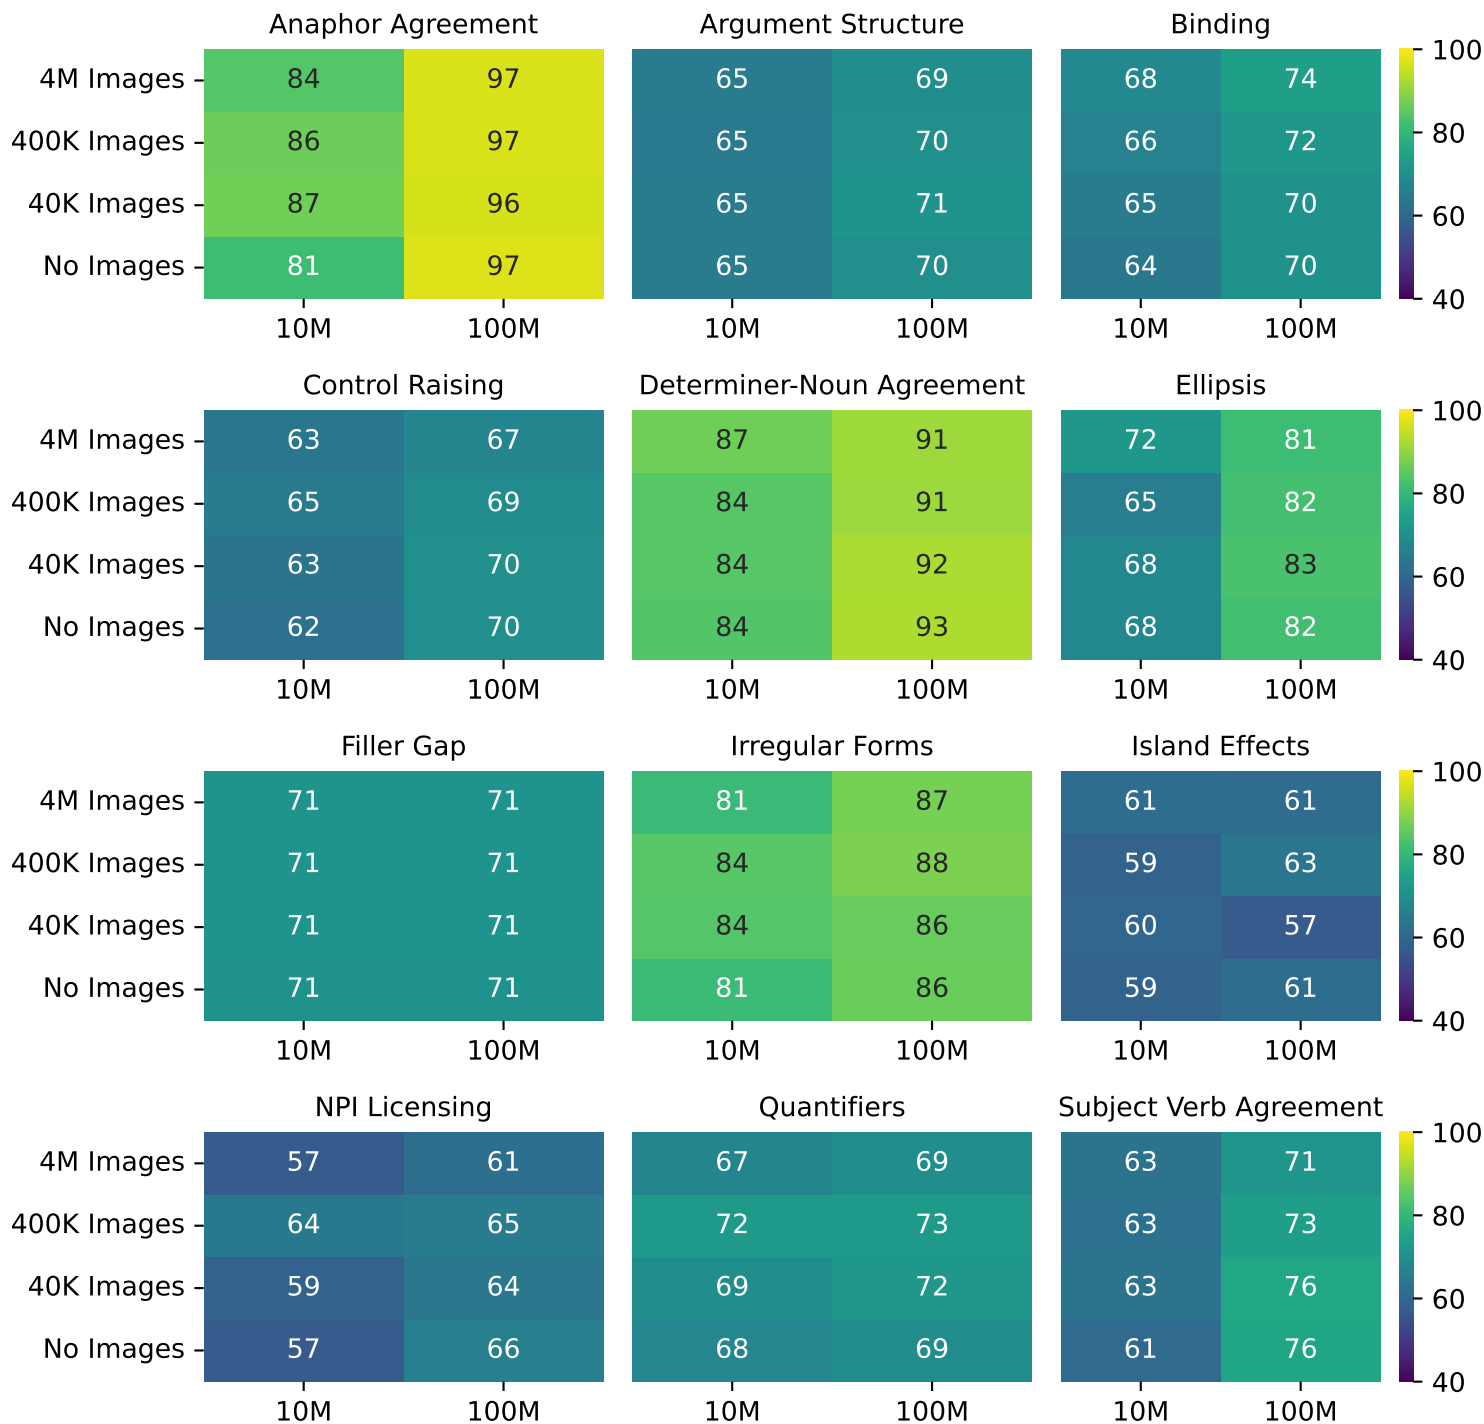 Anaphor Agreement Argument Structure Binding
4M Images 84 97 65 69 68 74 100
400K Images 86 97 65 70 66 72 80
40K Images 87 96 65 71 65 70 60
No Images 81 97 65 70 64 70 40
10M 100M 10M 100M 10M 100M
Control Raising Determiner-Noun Agreement Ellipsis
4M Images 63 67 87 91 72 81 100
400K Images 65 69 84 91 65 82 80
40K Images 63 70 84 92 68 83 60
No Images 62 70 84 93 68 82 40
10M 100M 10M 100M 10M 100M
Filler Gap Irregular Forms Island Effects
4M Images 71 71 81 87 61 61 100
400K Images 71 71 84 88 59 63 80
40K Images 71 71 84 86 60 57 60
No Images 71 71 81 86 59 61 40
10M 100M 10M 100M 10M 100M
NPI Licensing Quantifiers Subject Verb Agreement
4M Images 57 61 67 69 63 71 100
400K Images 64 65 72 73 63 73 80
40K Images 59 64 69 72 63 76 60
No Images 57 66 68 69 61 76 40
10M 100M 10M 100M 10M 100M